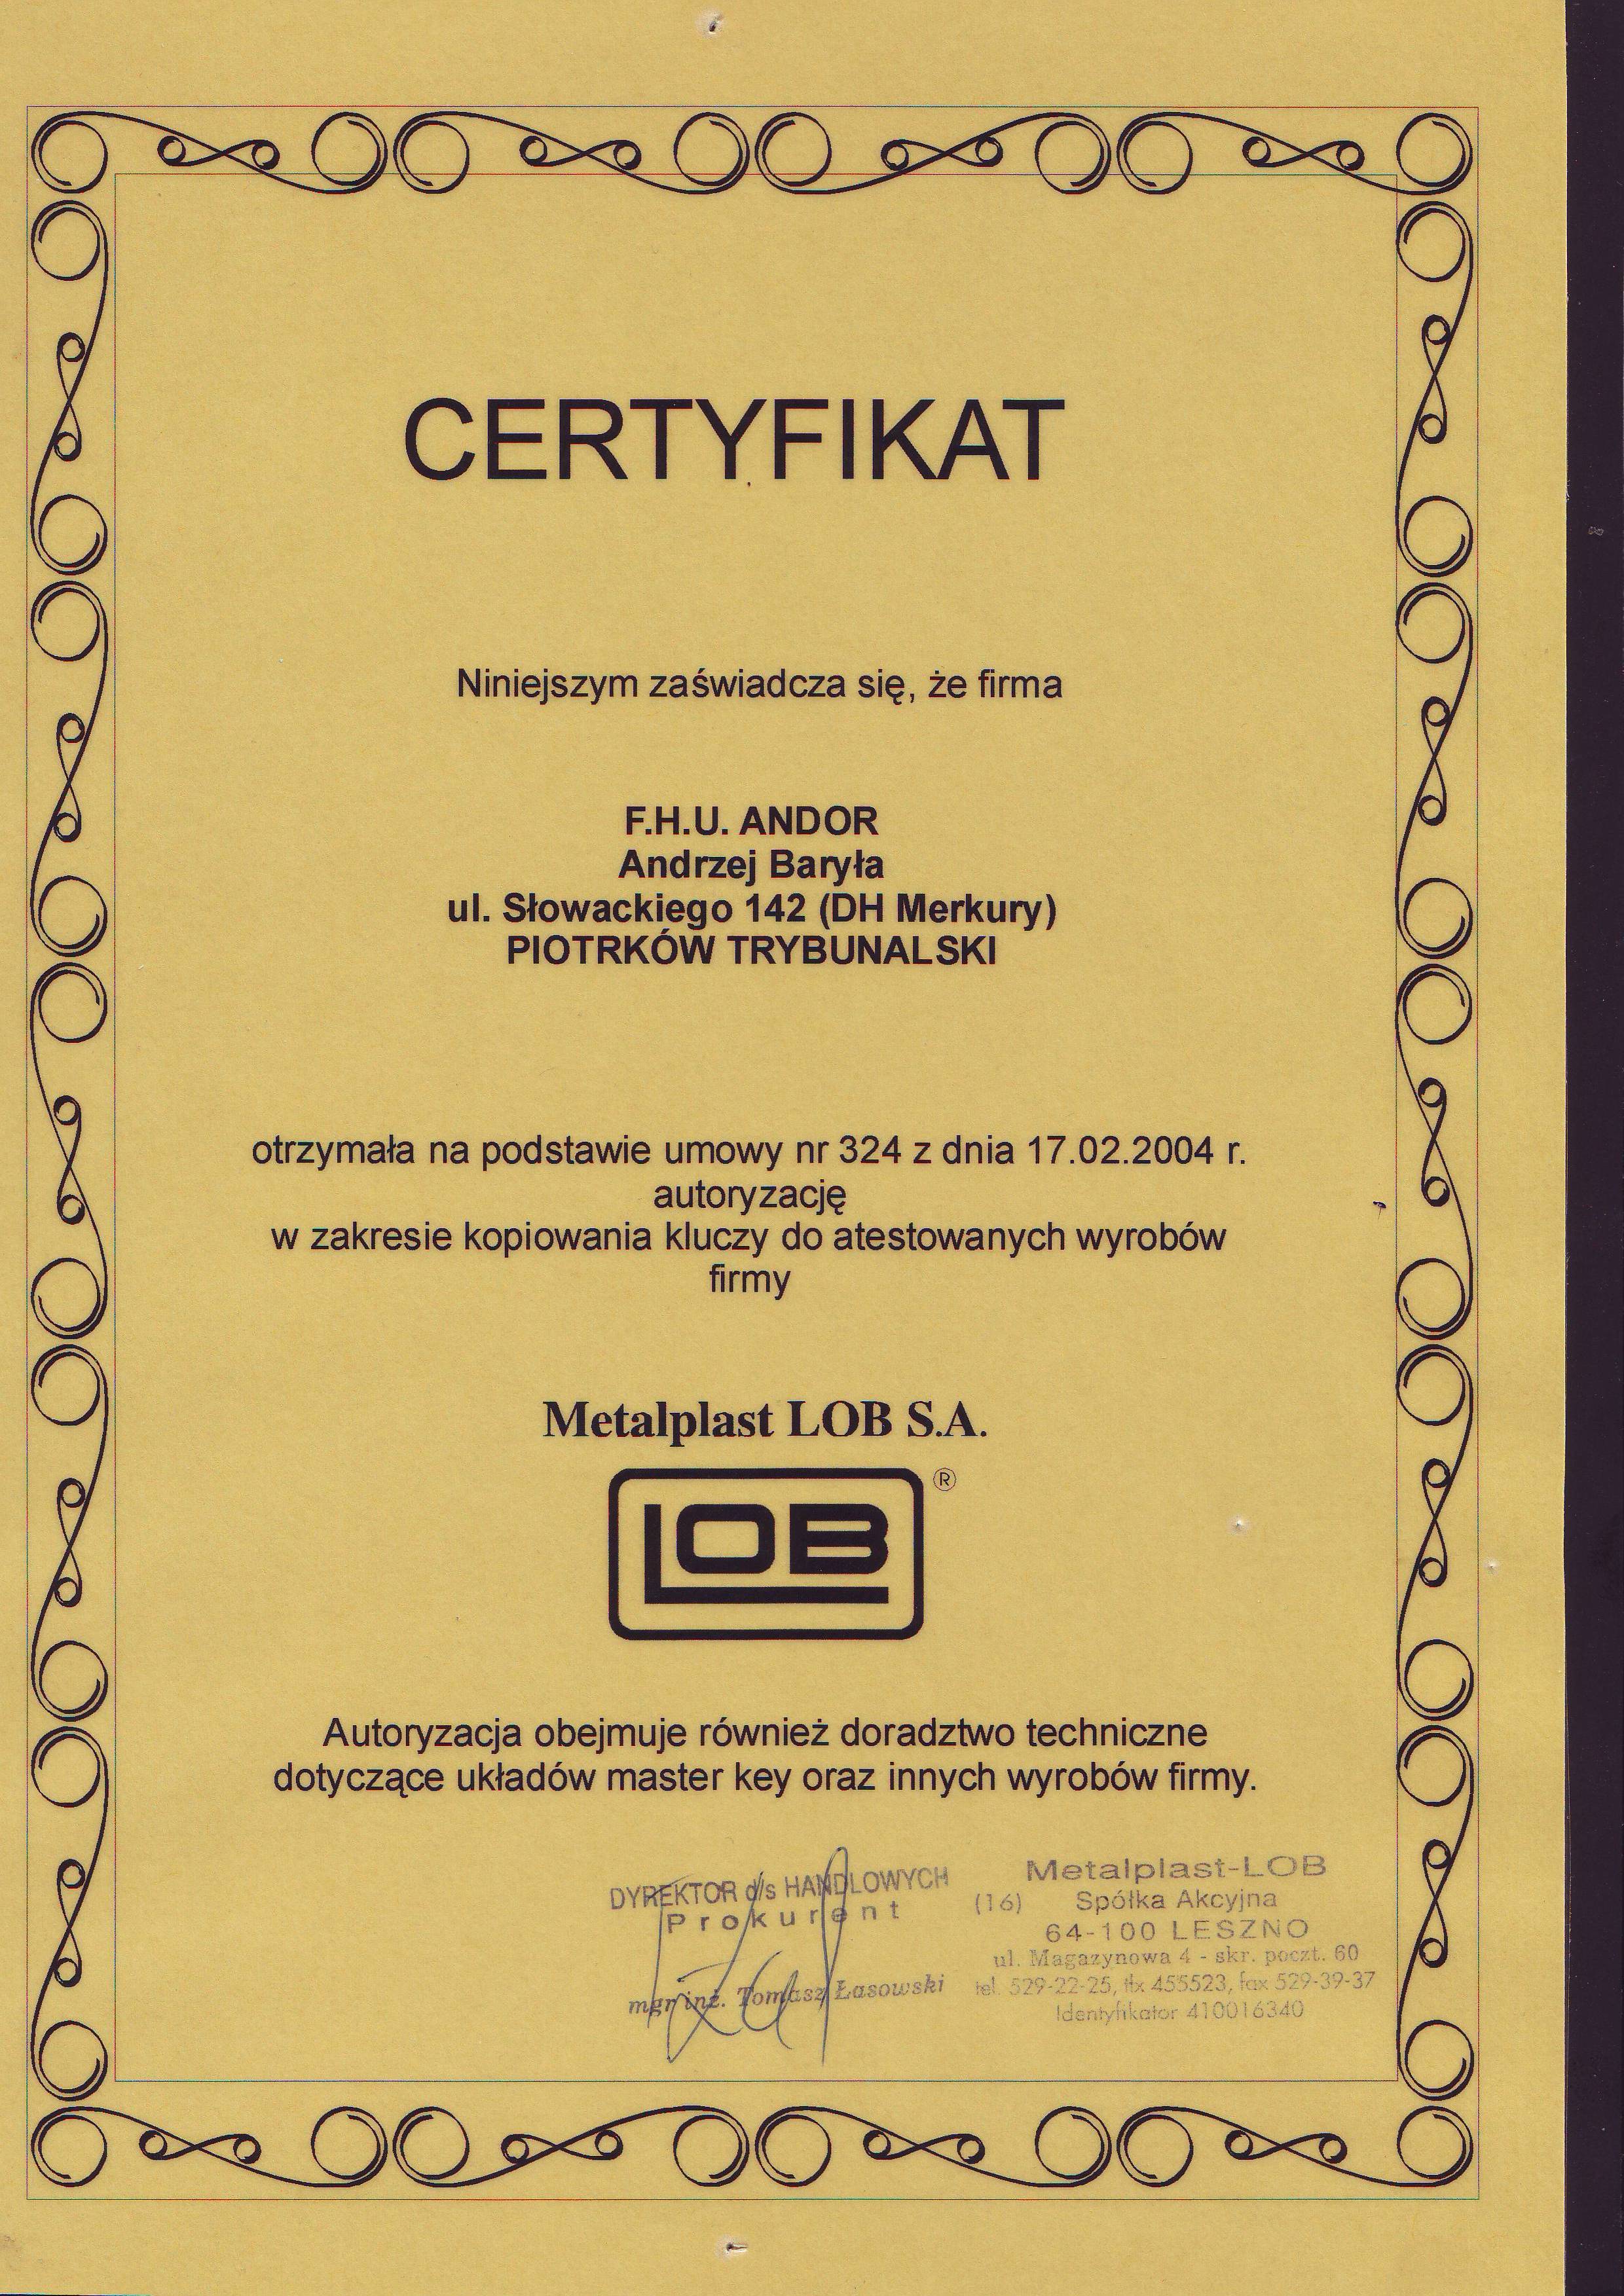 CERTYFIKAT
Niniejszym zaświadcza się, że firma
F.H.U. ANDOR
Andrzej Baryła
ul. Słowackiego 142 (DH Merkury)
PIOTRKÓW TRYBUNALSKI
otrzymała na podstawie umowy nr 324 z dnia 17.02.2004 r.
autoryzację
w zakresie kopiowania kluczy do atestowanych wyrobów
firmy
Metalplast LOB S.A.
LOB ®
Autoryzacja obejmuje również doradztwo techniczne
dotyczące układów master key oraz innych wyrobów firmy.
DYREKTOR d/s HANDLOWYCH
Prokurent
mgr inż. Tomasz Łasowski
Metalplast-LOB
(16) Spółka Akcyjna
64-100 LESZNO
ul. Magazynowa 4 - skr. poczt. 60
tel. 529-22-25, tlx 455523, fax 529-39-37
Identyfikator 410016340